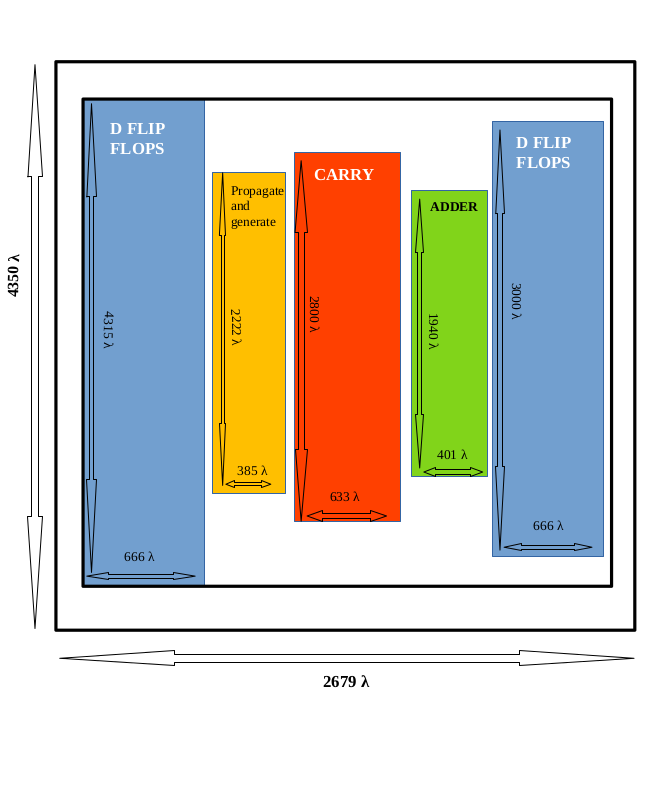 D FLIP
FLOPS
D FLIP
FLOPS
CARRY
Propagate
and
generate
ADDER
4350 λ
4315 λ
2222 λ
2800 λ
1940 λ
3000 λ
385 λ
401 λ
633 λ
666 λ
666 λ
2679 λ